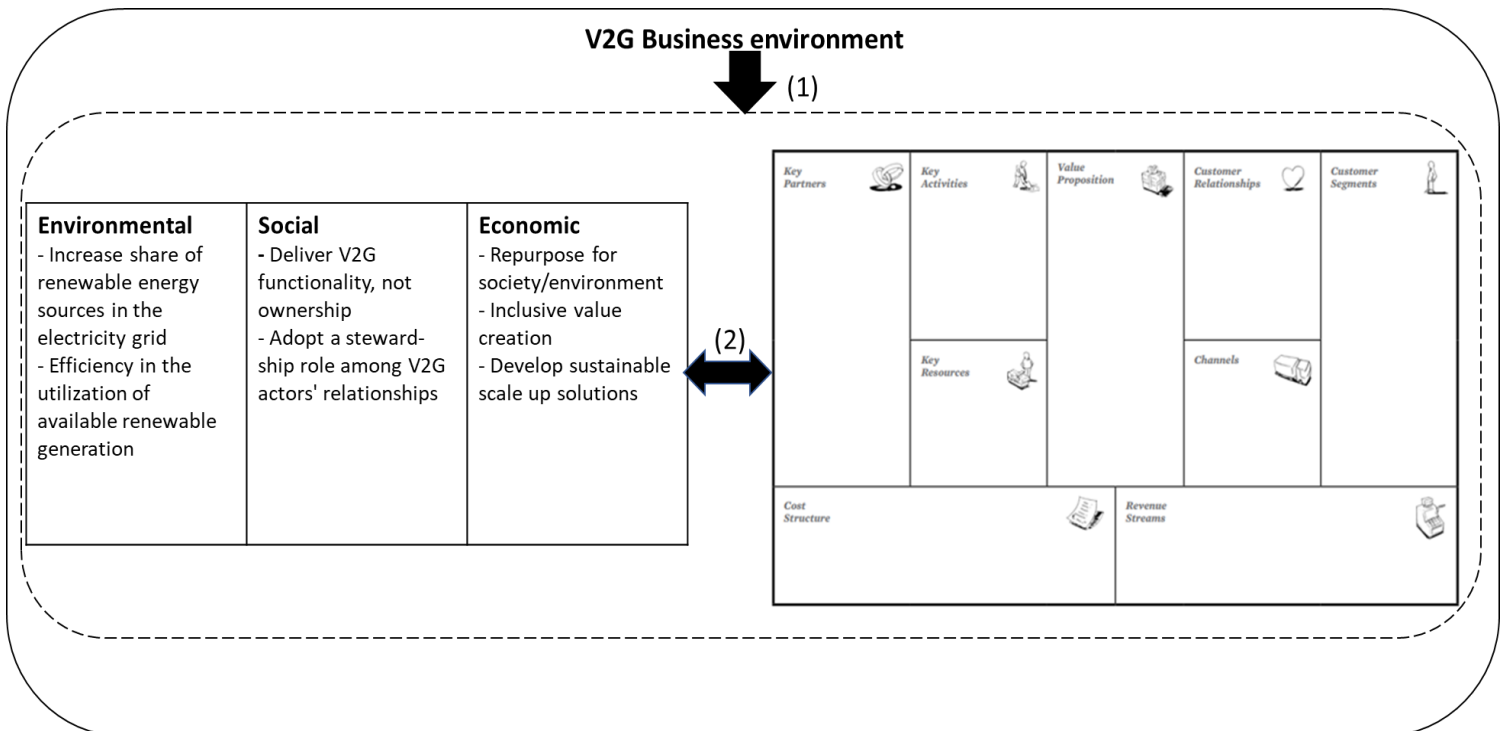 V2G Business environment
(1)
Environmental
- Increase share of
renewable energy
sources in the
electricity grid
- Efficiency in the
utilization of
available renewable
generation
Social
- Deliver V2G
functionality, not
ownership
- Adopt a steward-
ship role among V2G
actors' relationships
Economic
- Repurpose for
society/environment
- Inclusive value
creation
- Develop sustainable
scale up solutions
(2)
Key
Partners
Key
Activities
Key
Resources
Value
Proposition
Customer
Relationships
Channels
Customer
Segments
Cost
Structure
Revenue
Streams